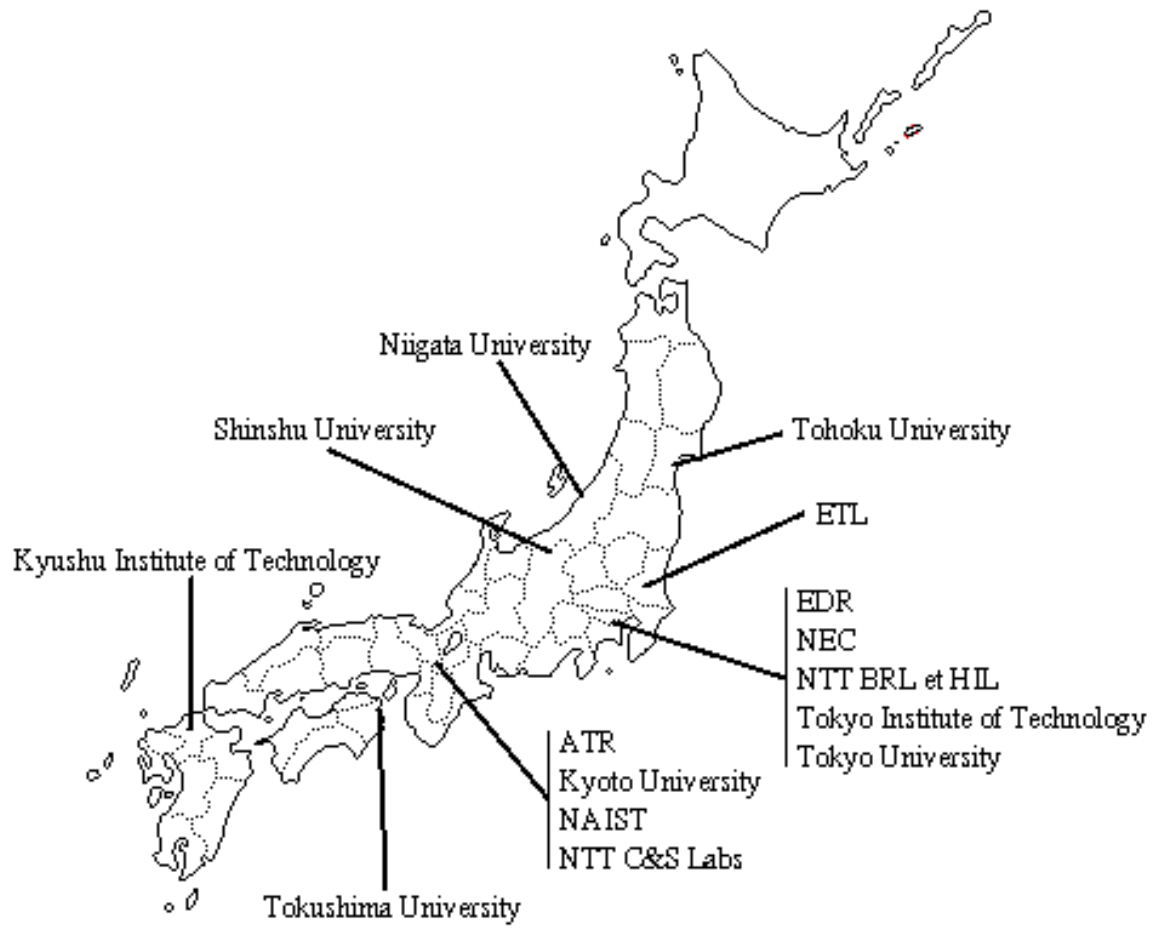 Niigata University
Shinshu University
Tohoku University
ETL
Kyushu Institute of Technology
EDR
NEC
NTT BRL et HIL
Tokyo Institute of Technology
Tokyo University
ATR
Kyoto University
NAIST
NTT C&S Labs
Tokushima University